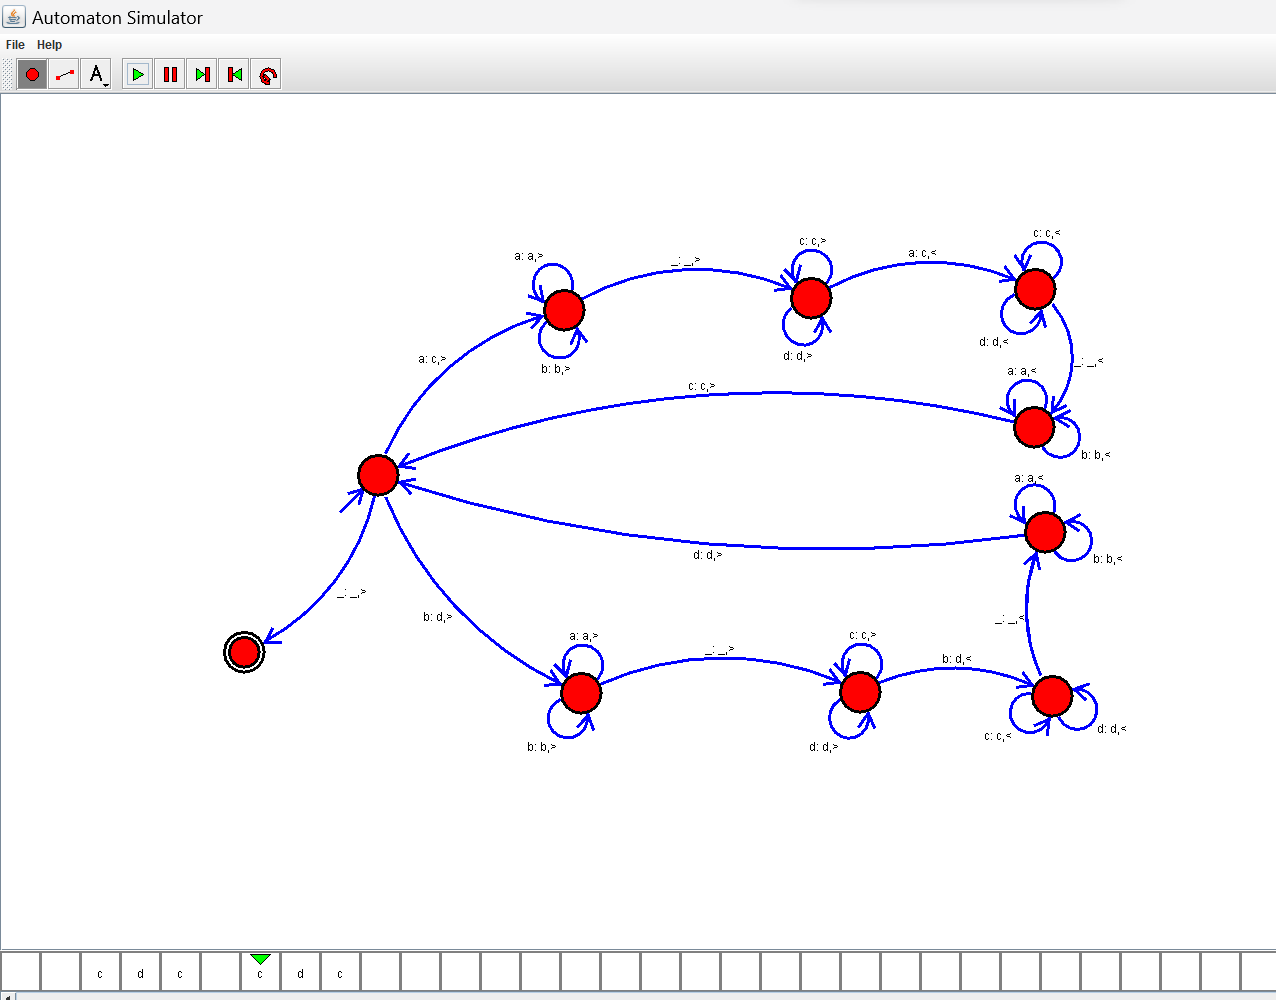 Automaton Simulator
File Help
A
c: c,>
c: c,<
a: a,>
_: _,>
a: c,<
d: d,<
d: d,>
a: c,>
b: b,>
_: _,<
a: a,<
c: c,>
b: b,<
a: a,<
d: d,>
b: b,<
_: _,>
b: d,>
_: _,<
a: a,>
c: c,>
_: _,>
b: d,<
d: d,<
c: c,<
b: b,>
d: d,>
c d c c d c